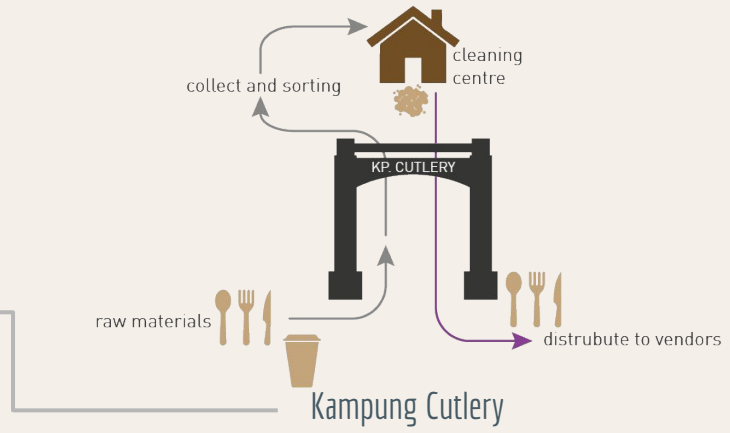 cleaning
centre
collect and sorting
KP. CUTLERY
raw materials
distrubute to vendors
Kampung Cutlery